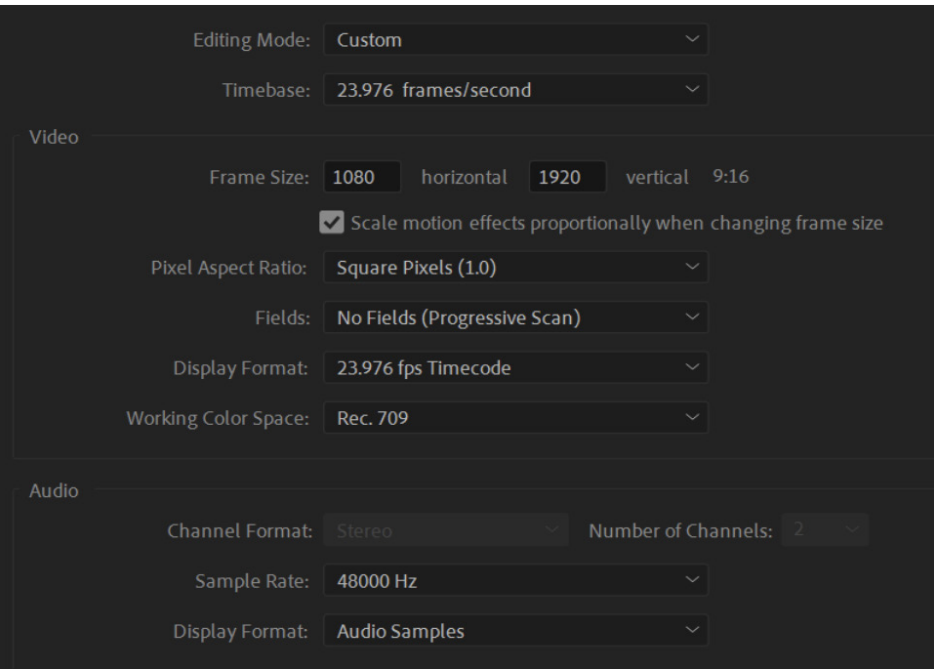 Editing Mode: Custom
Timebase: 23.976 frames/second
Video
Frame Size: 1080 horizontal 1920 vertical 9:16
Scale motion effects proportionally when changing frame size
Pixel Aspect Ratio: Square Pixels (1.0)
Fields: No Fields (Progressive Scan)
Display Format: 23.976 fps Timecode
Working Color Space: Rec. 709
Audio
Channel Format: Stereo Number of Channels: 2
Sample Rate: 48000 Hz
Display Format: Audio Samples